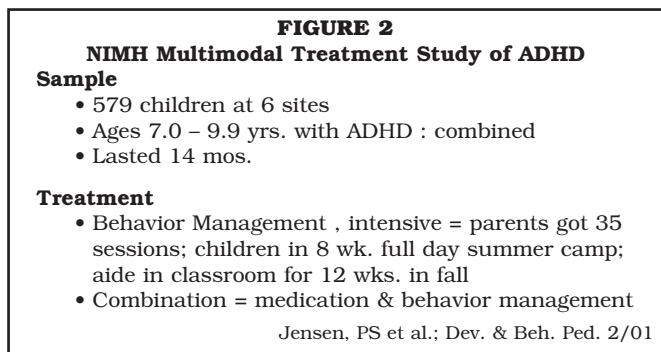 FIGURE 2
NIMH Multimodal Treatment Study of ADHD
Sample
• 579 children at 6 sites
• Ages 7.0 – 9.9 yrs. with ADHD : combined
• Lasted 14 mos.
Treatment
• Behavior Management , intensive = parents got 35
sessions; children in 8 wk. full day summer camp;
aide in classroom for 12 wks. in fall
• Combination = medication & behavior management
Jensen, PS et al.; Dev. & Beh. Ped. 2/01